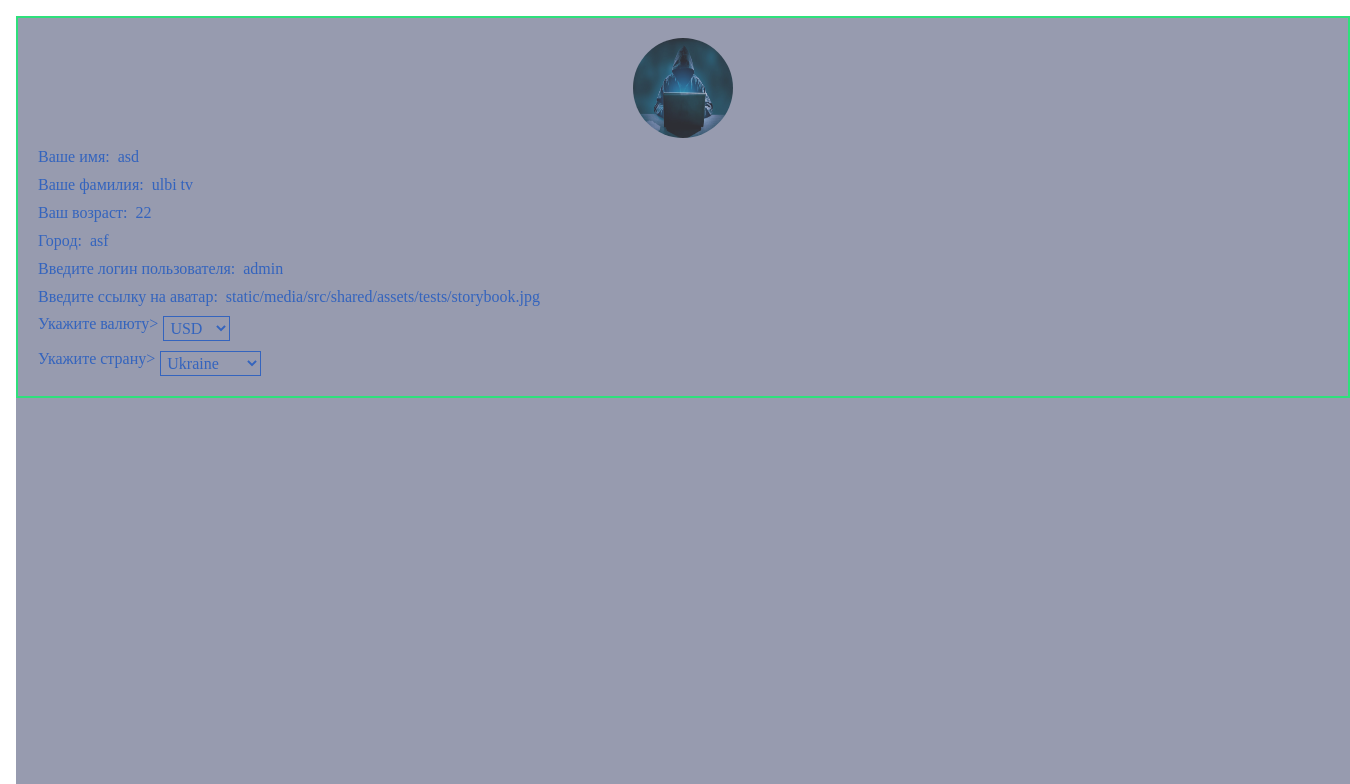 Ваше имя: asd
Ваше фамилия: ulbi tv
Ваш возраст: 22
Город: asf
Введите логин пользователя: admin
Введите ссылку на аватар: static/media/src/shared/assets/tests/storybook.jpg
Укажите валюту> USD
Укажите страну> Ukraine